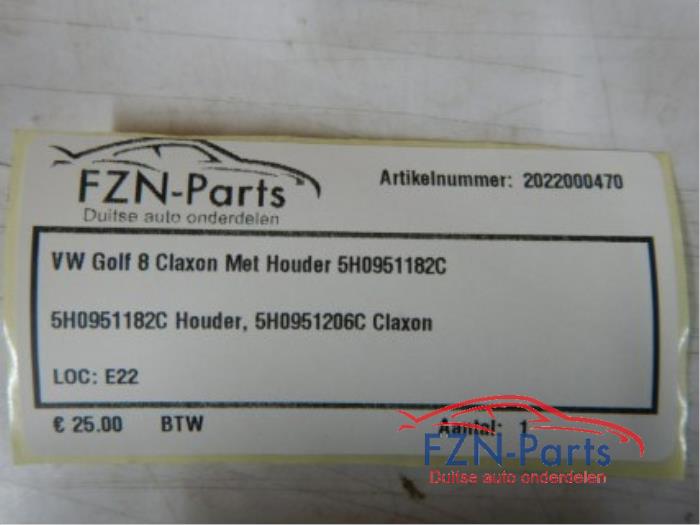 FZN-Parts
Duitse auto onderdelen
Artikelnummer: 2022000470
VW Golf 8 Claxon Met Houder 5H0951182C
5H0951182C Houder, 5H0951206C Claxon
LOC: E22
€ 25.00 BTW Aantal: 1
FZN-Parts
Duitse auto onderdelen